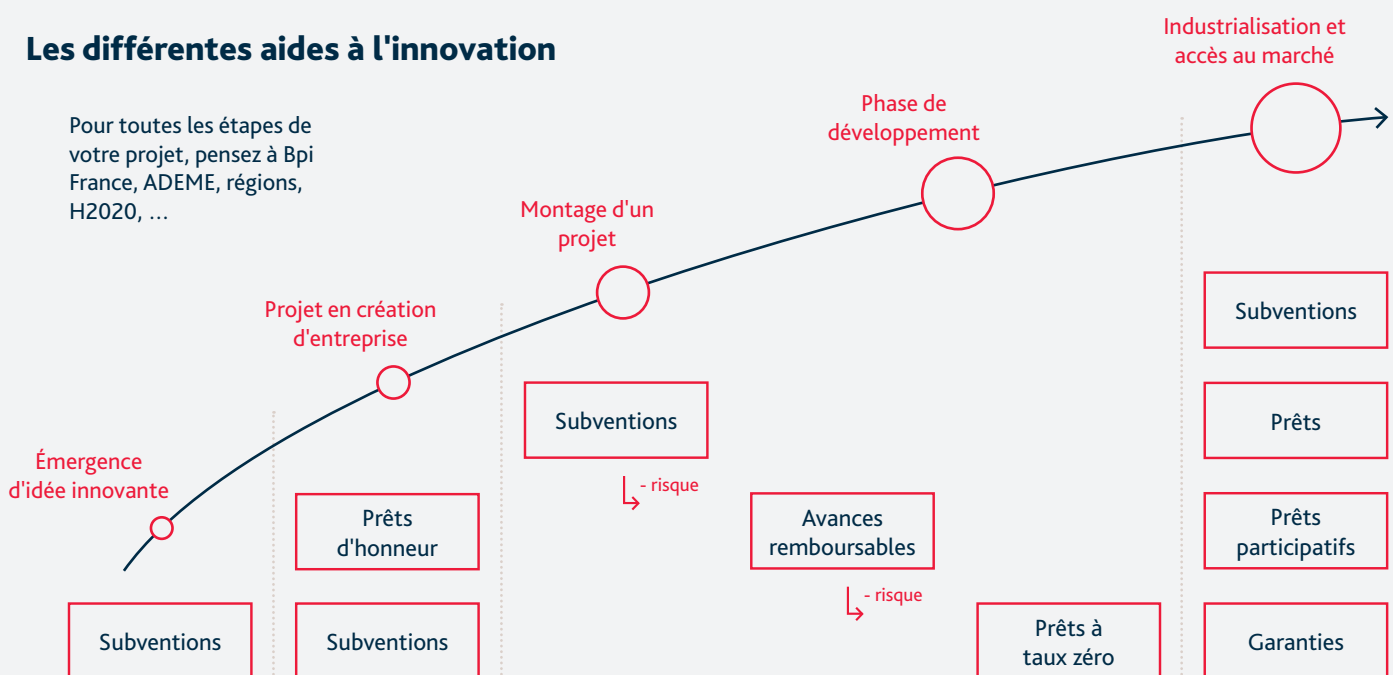 Les différentes aides à l'innovation
Pour toutes les étapes de
votre projet, pensez à Bpi
France, ADEME, régions,
H2020, …
Émergence
d'idée innovante
Projet en création
d'entreprise
Montage d'un
projet
Phase de
développement
Industrialisation et
accès au marché
Subventions
Prêts
d'honneur
Subventions
Subventions
- risque
Avances
remboursables
- risque
Prêts à
taux zéro
Subventions
Prêts
Prêts
participatifs
Garanties